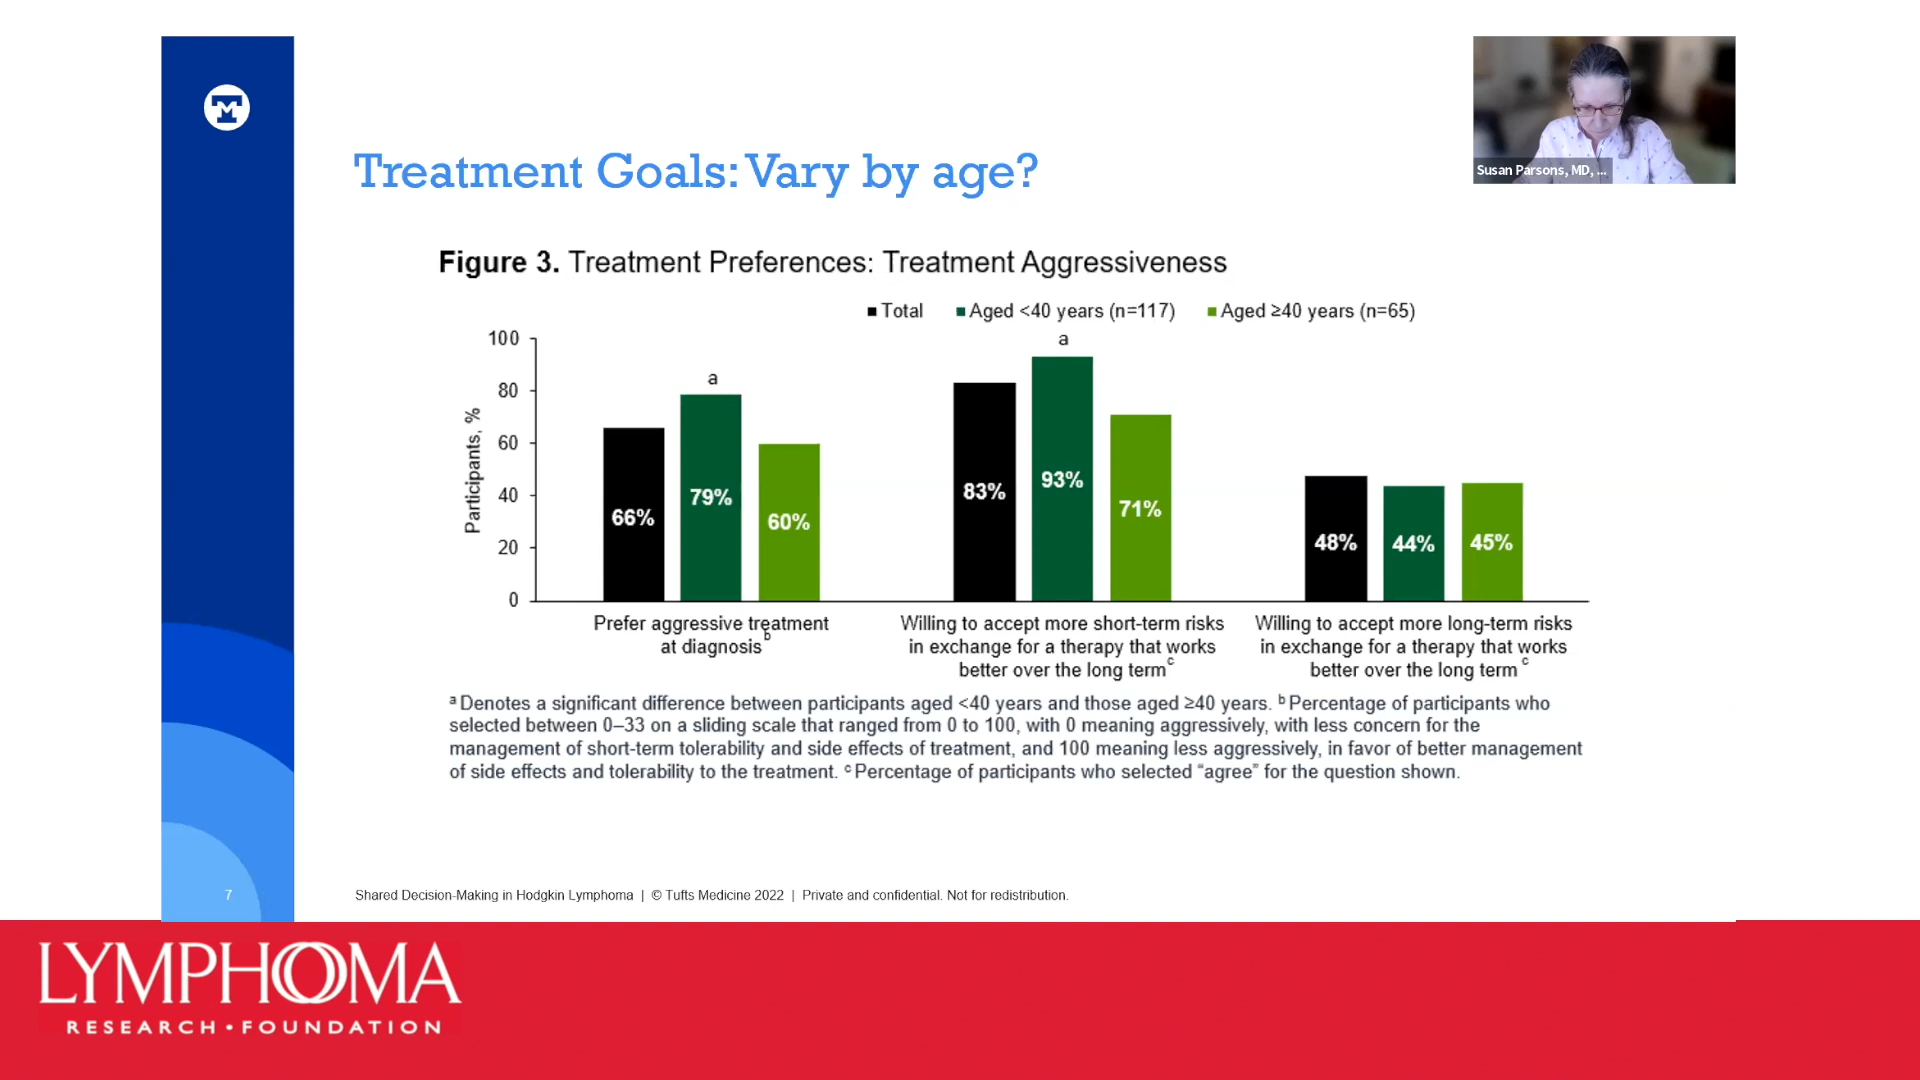 Susan Parsons, MD, ...
Treatment Goals: Vary by age?
Figure 3. Treatment Preferences: Treatment Aggressiveness
Total Aged <40 years (n=117) Aged ≥40 years (n=65)
Participants, %
100
80
60
40
20
0
a
a
66%
79%
60%
83%
93%
71%
48%
44%
45%
Prefer aggressive treatment
at diagnosis b
Willing to accept more short-term risks
in exchange for a therapy that works
better over the long term c
Willing to accept more long-term risks
in exchange for a therapy that works
better over the long term c
a Denotes a significant difference between participants aged <40 years and those aged ≥40 years. b Percentage of participants who
selected between 0–33 on a sliding scale that ranged from 0 to 100, with 0 meaning aggressively, with less concern for the
management of short-term tolerability and side effects of treatment, and 100 meaning less aggressively, in favor of better management
of side effects and tolerability to the treatment. c Percentage of participants who selected “agree” for the question shown.
7
Shared Decision-Making in Hodgkin Lymphoma | © Tufts Medicine 2022 | Private and confidential. Not for redistribution.
LYMPHOMA
RESEARCH • FOUNDATION